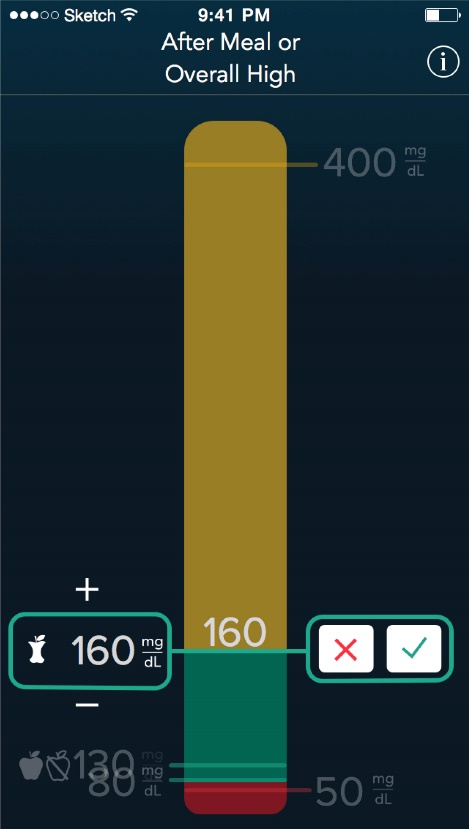 Sketch 9:41 PM
After Meal or
Overall High
i
400 mg
dL
+
160
160 mg
dL
−
130 mg
80 mg
dL
50 mg
dL